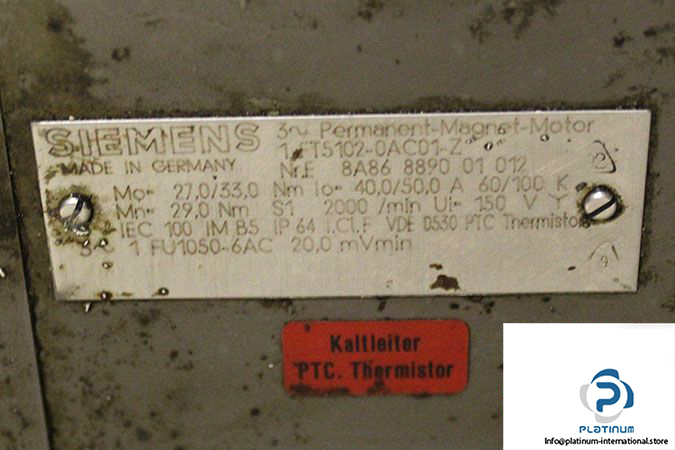 SIEMENS 3~ Permanent-Magnet-Motor
1 FT5102-0AC01-Z
MADE IN GERMANY Nr.E 8A86 8890 01 012
Mo= 27,0/33,0 Nm Io= 40,0/50,0 A 60/100 K
Mn= 29,0 Nm S1 2000 /min Ui= 150 V Y
IEC 100 IM B5 IP 64 I.Cl.F VDE 0530 PTC Thermistor
3~ 1 FU1050-6AC 20,0 mVmin
Kaltleiter
PTC. Thermistor
PLATINUM
Info@platinum-international.store